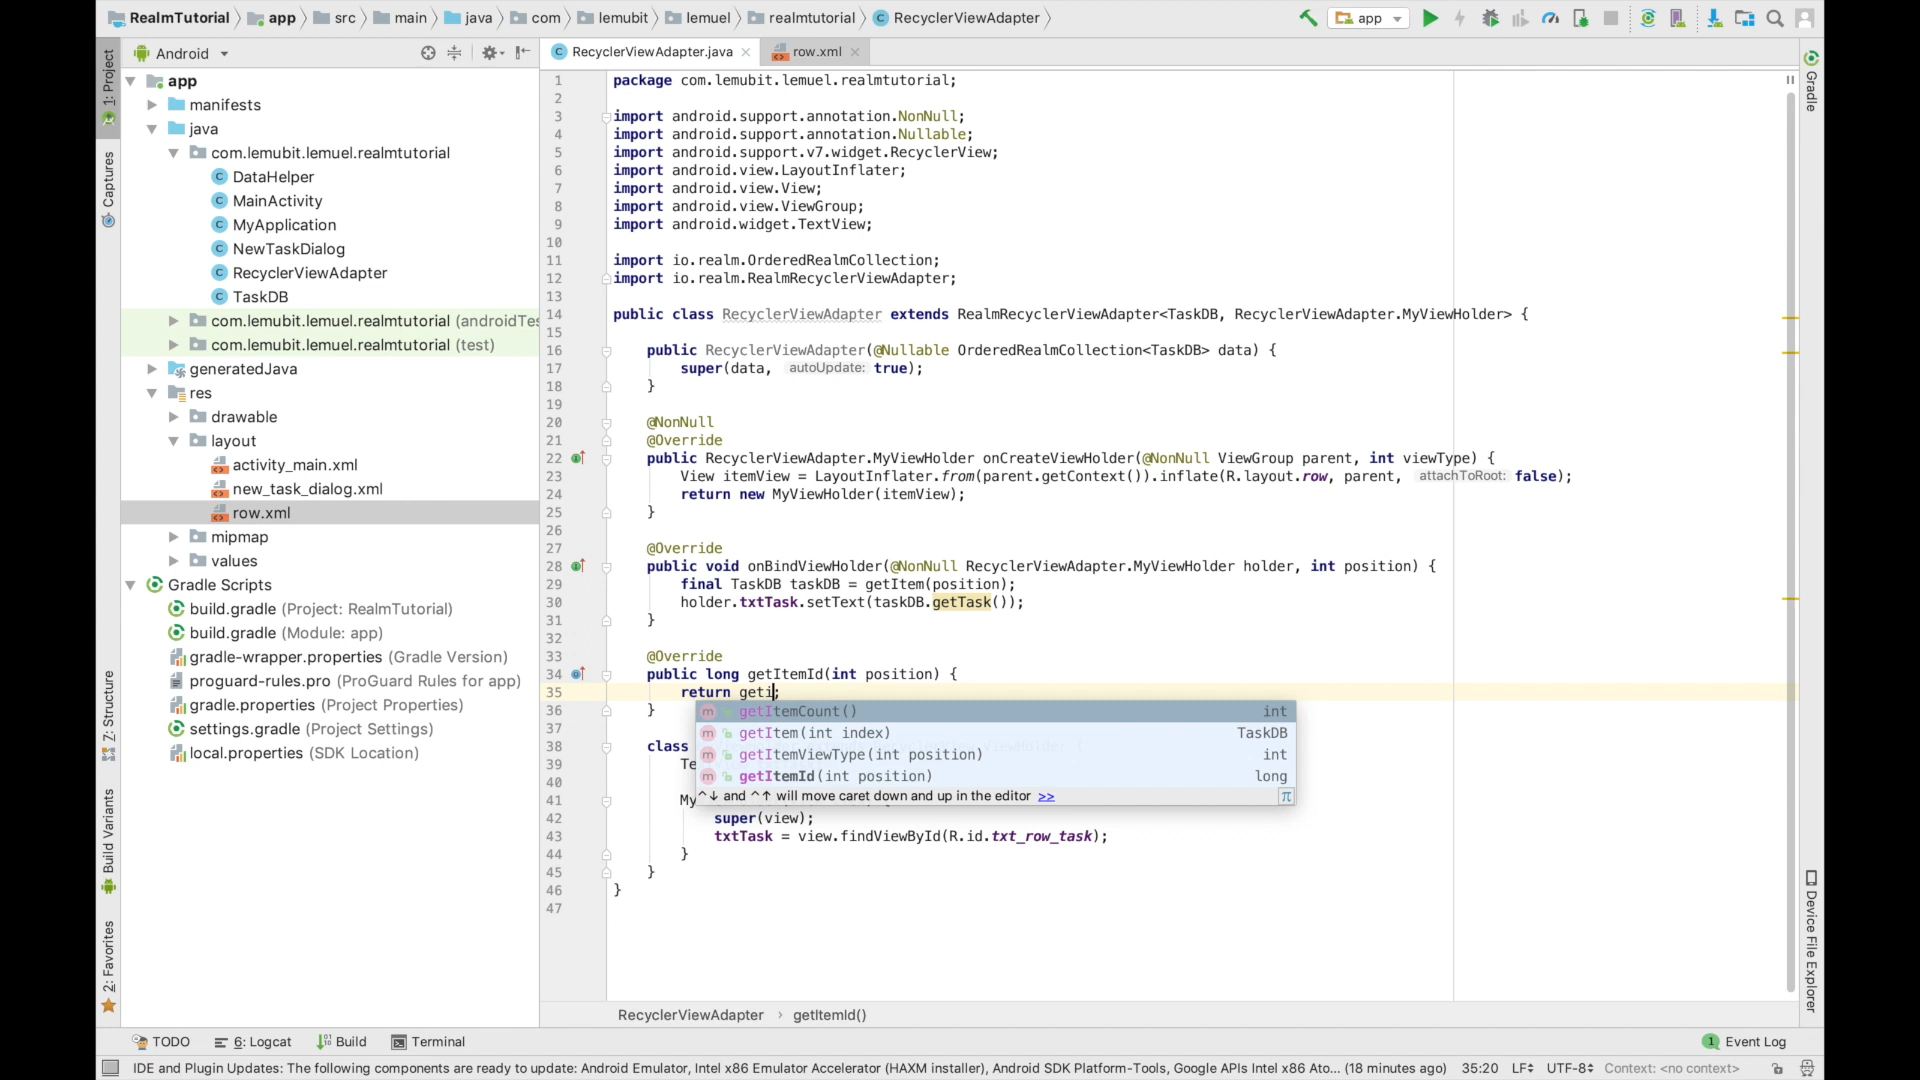 RealmTutorial app src main java com lemubit lemuel realmtutorial RecyclerViewAdapter app
1: Project
Captures
Z: Structure
Build Variants
2: Favorites
Android
app
manifests
java
com.lemubit.lemuel.realmtutorial
DataHelper
MainActivity
MyApplication
NewTaskDialog
RecyclerViewAdapter
TaskDB
com.lemubit.lemuel.realmtutorial (androidTes
com.lemubit.lemuel.realmtutorial (test)
generatedJava
res
drawable
layout
activity_main.xml
new_task_dialog.xml
row.xml
mipmap
values
Gradle Scripts
build.gradle (Project: RealmTutorial)
build.gradle (Module: app)
gradle-wrapper.properties (Gradle Version)
proguard-rules.pro (ProGuard Rules for app)
gradle.properties (Project Properties)
settings.gradle (Project Settings)
local.properties (SDK Location)
RecyclerViewAdapter.java row.xml
1 package com.lemubit.lemuel.realmtutorial;
2
3 import android.support.annotation.NonNull;
4 import android.support.annotation.Nullable;
5 import android.support.v7.widget.RecyclerView;
6 import android.view.LayoutInflater;
7 import android.view.View;
8 import android.view.ViewGroup;
9 import android.widget.TextView;
10
11 import io.realm.OrderedRealmCollection;
12 import io.realm.RealmRecyclerViewAdapter;
13
14 public class RecyclerViewAdapter extends RealmRecyclerViewAdapter<TaskDB, RecyclerViewAdapter.MyViewHolder> {
15
16 public RecyclerViewAdapter(@Nullable OrderedRealmCollection<TaskDB> data) {
17 super(data, autoUpdate: true);
18 }
19
20 @NonNull
21 @Override
22 public RecyclerViewAdapter.MyViewHolder onCreateViewHolder(@NonNull ViewGroup parent, int viewType) {
23 View itemView = LayoutInflater.from(parent.getContext()).inflate(R.layout.row, parent, attachToRoot: false);
24 return new MyViewHolder(itemView);
25 }
26
27 @Override
28 public void onBindViewHolder(@NonNull RecyclerViewAdapter.MyViewHolder holder, int position) {
29 final TaskDB taskDB = getItem(position);
30 holder.txtTask.setText(taskDB.getTask());
31 }
32
33 @Override
34 public long getItemId(int position) {
35 return geti;
36 }
37
38 class
39 Te
40
41 My
42 super(view);
43 txtTask = view.findViewById(R.id.txt_row_task);
44 }
45 }
46 }
47
m getItemCount() int
m getItem(int index) TaskDB
m getItemViewType(int position) int
m getItemId(int position) long
^↓ and ^↑ will move caret down and up in the editor >> π
RecyclerViewAdapter › getItemId()
Gradle
Device File Explorer
TODO 6: Logcat Build Terminal 1 Event Log
IDE and Plugin Updates: The following components are ready to update: Android Emulator, Intel x86 Emulator Accelerator (HAXM installer), Android SDK Platform-Tools, Google APIs Intel x86 Ato... (18 minutes ago) 35:20 LF÷ UTF-8÷ Context: <no context>